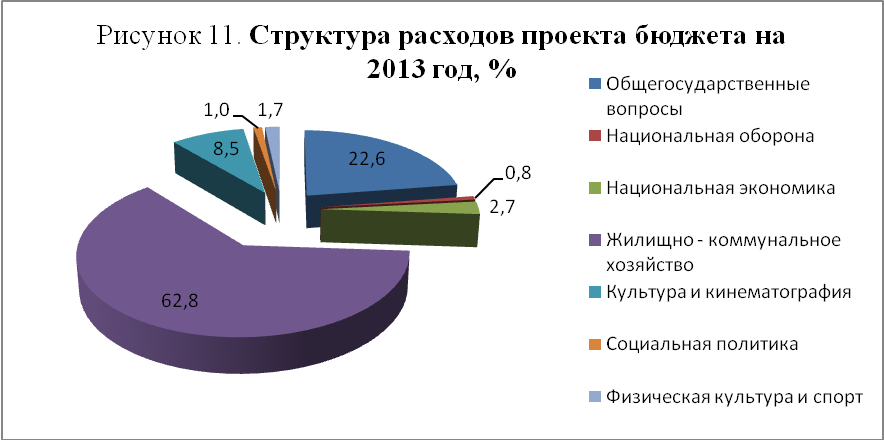 Рисунок 11. Структура расходов проекта бюджета на
2013 год, %
1,0
1,7
8,5
22,6
0,8
2,7
62,8
Общегосударственные
вопросы
Национальная оборона
Национальная экономика
Жилищно - коммунальное
хозяйство
Культура и кинематография
Социальная политика
Физическая культура и спорт